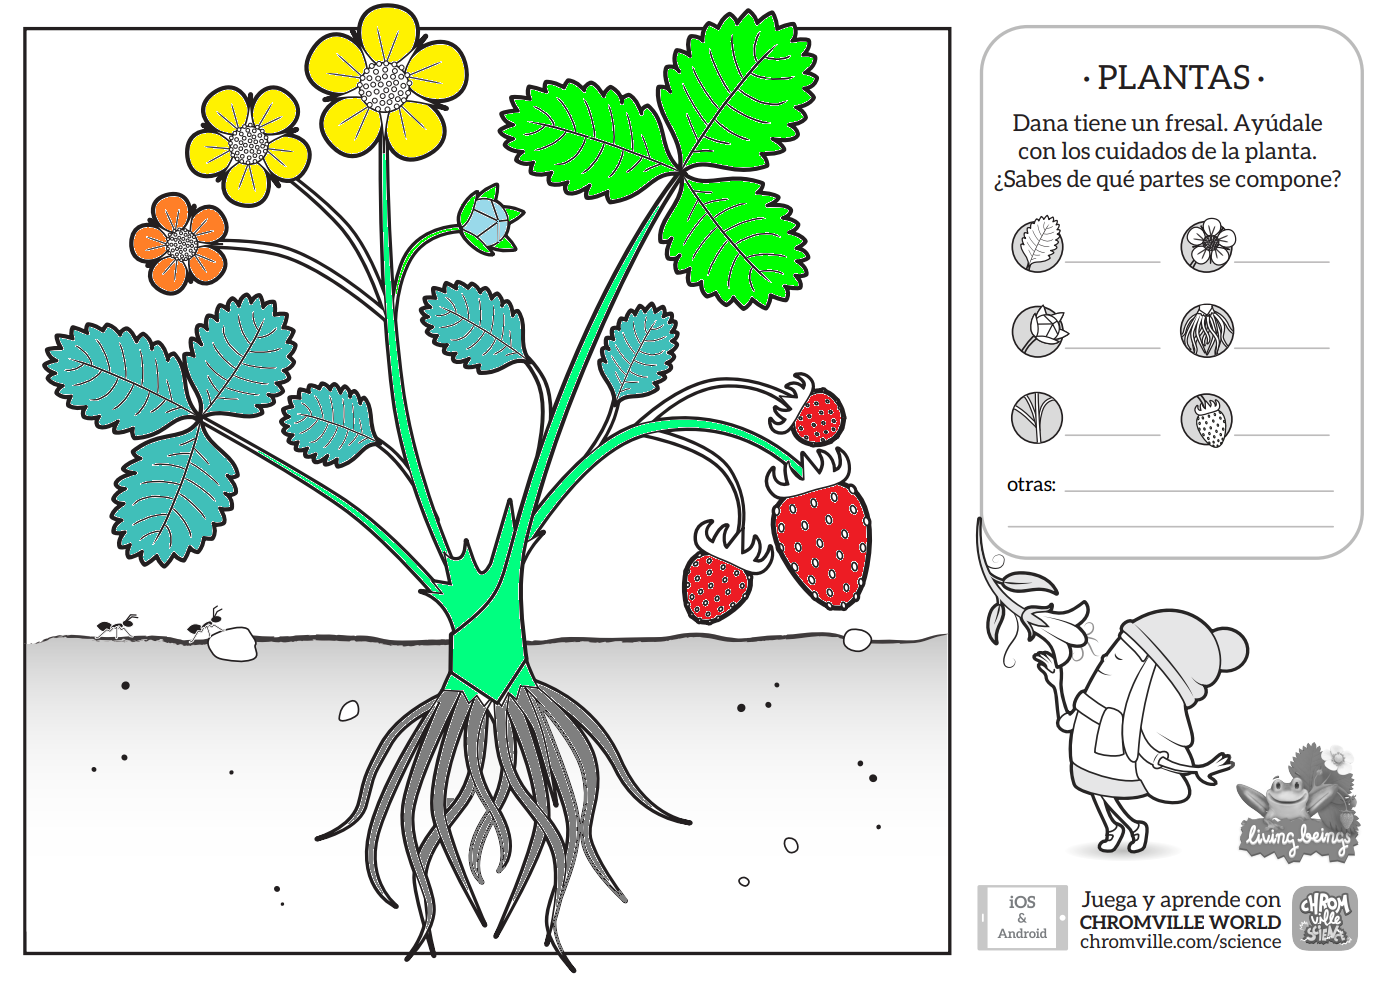 · PLANTAS ·
Dana tiene un fresal. Ayúdale
con los cuidados de la planta.
¿Sabes de qué partes se compone?
otras:
living beings
iOS
&
Android
Juega y aprende con
CHROMVILLE WORLD
chromville.com/science
CHROM
ville
SCIENCE